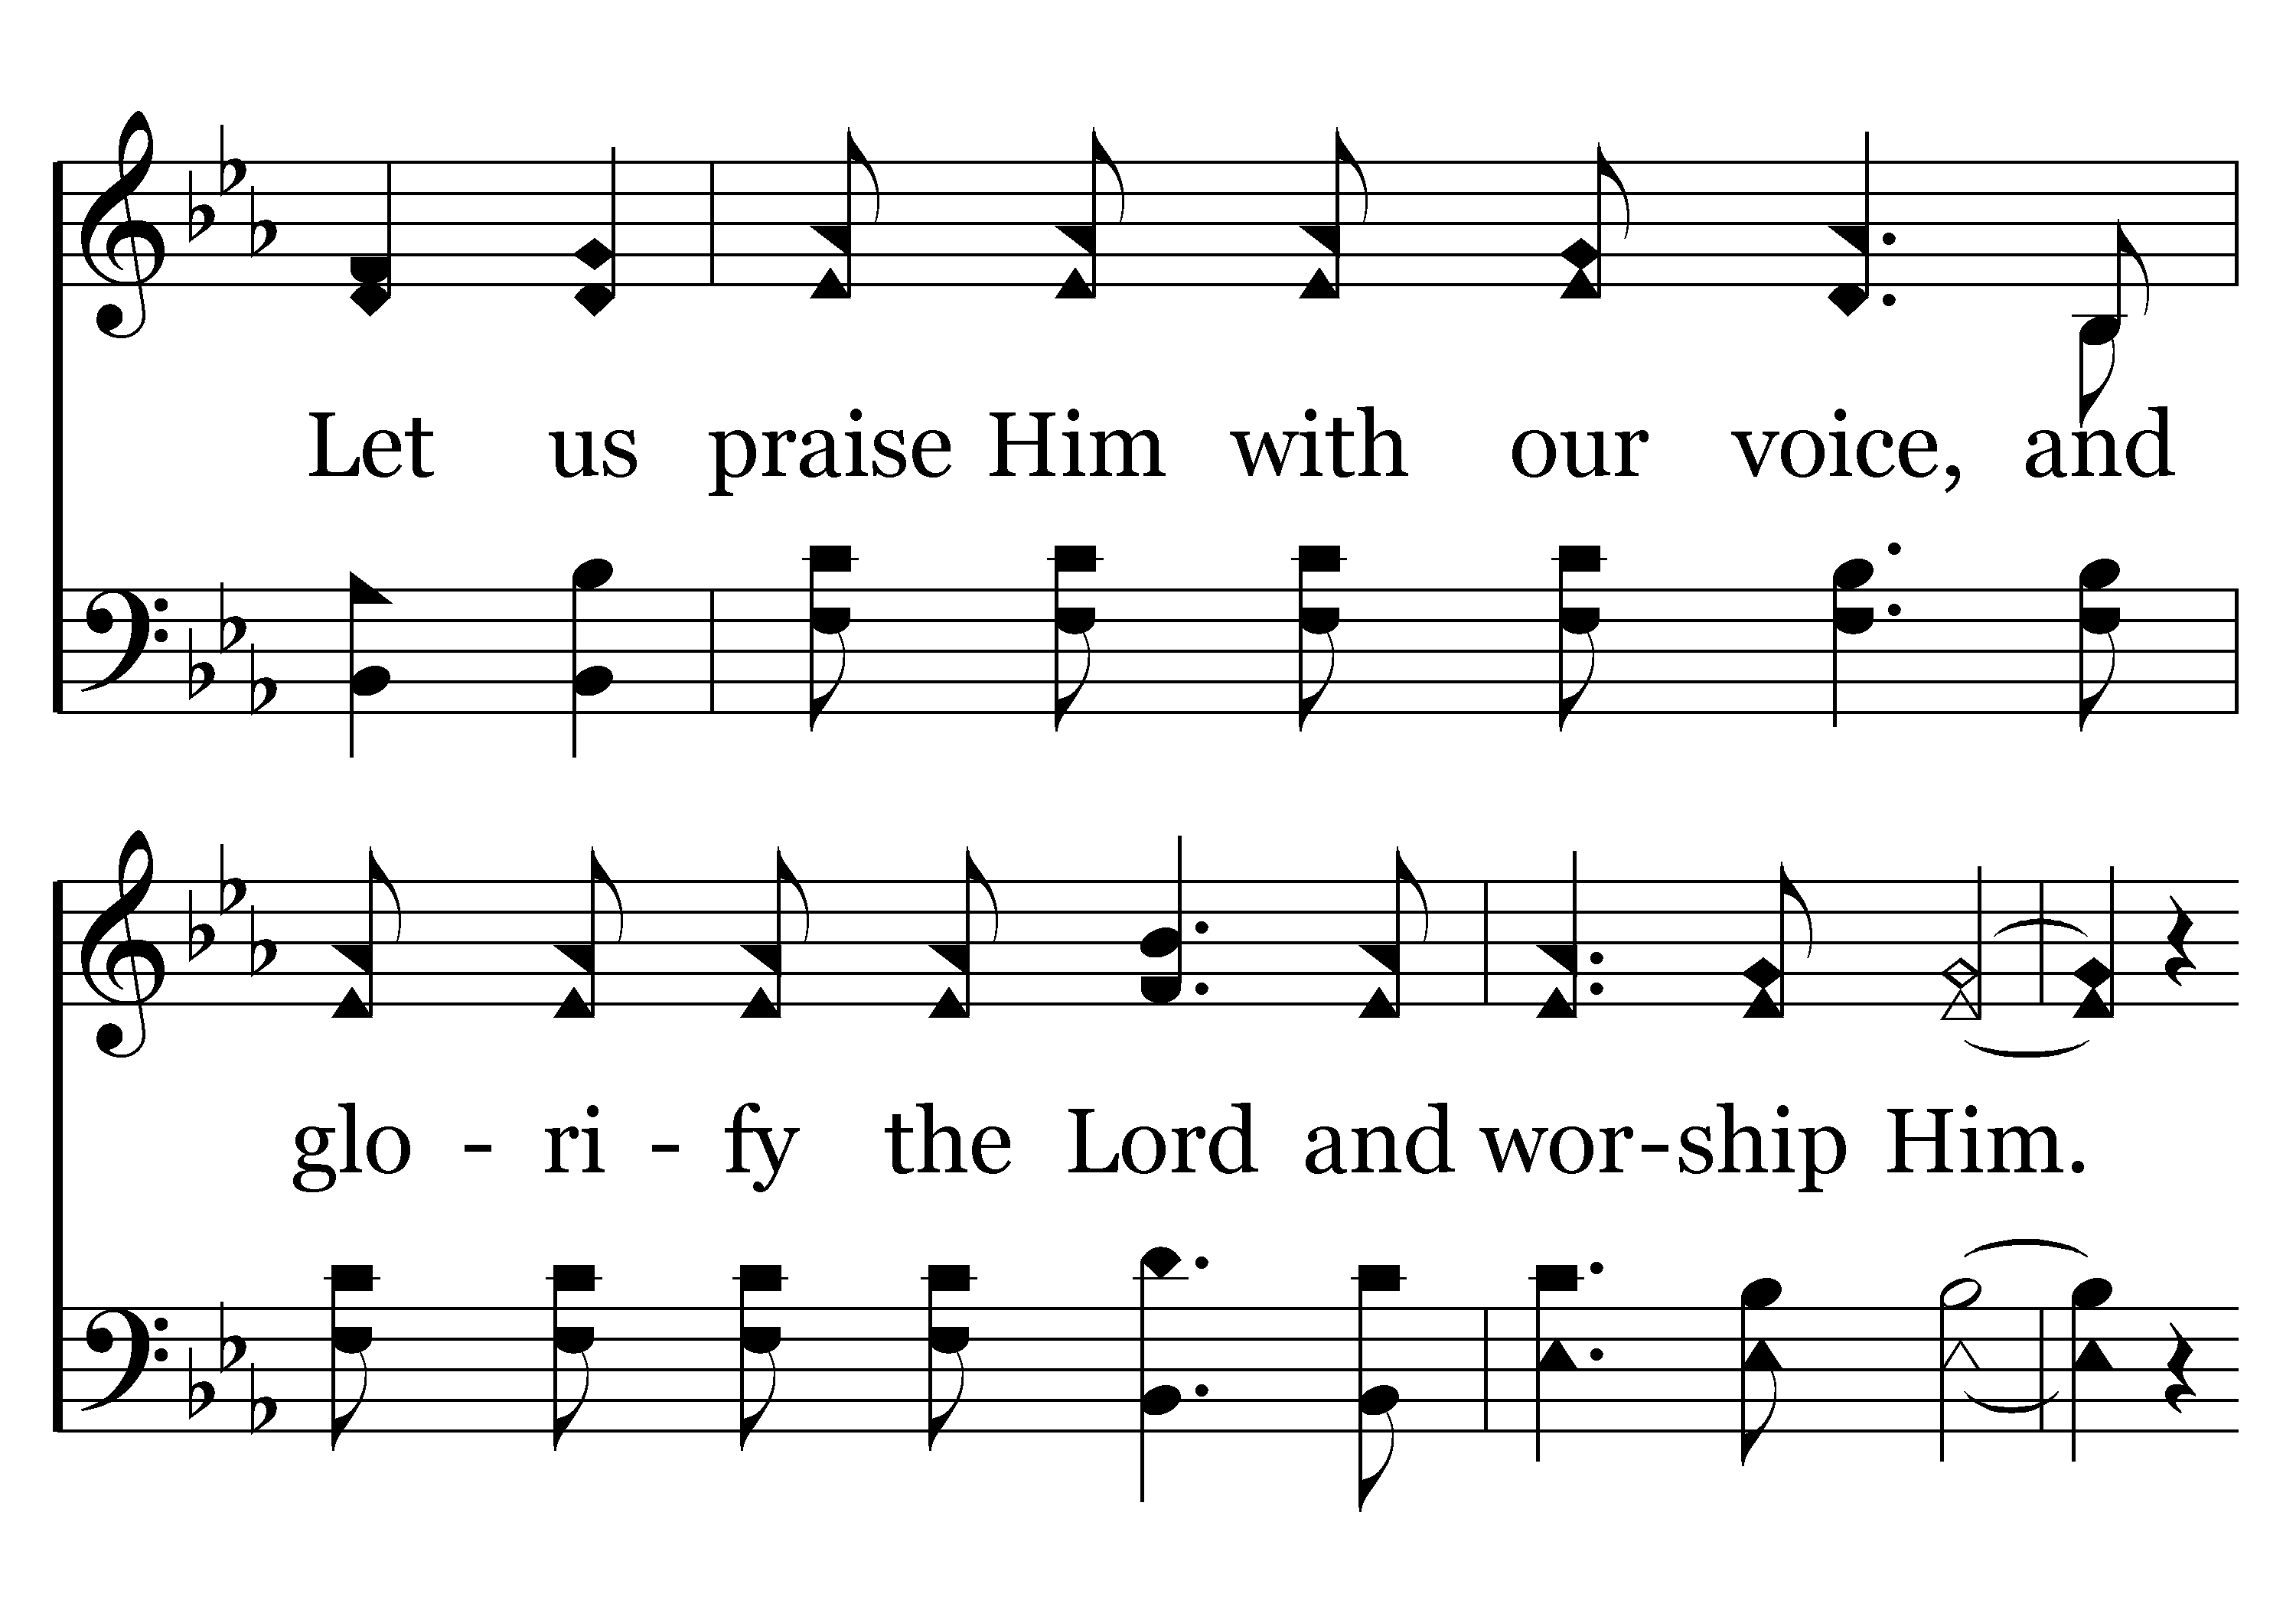 Let us praise Him with our voice, and
glo - ri - fy the Lord and wor-ship Him.